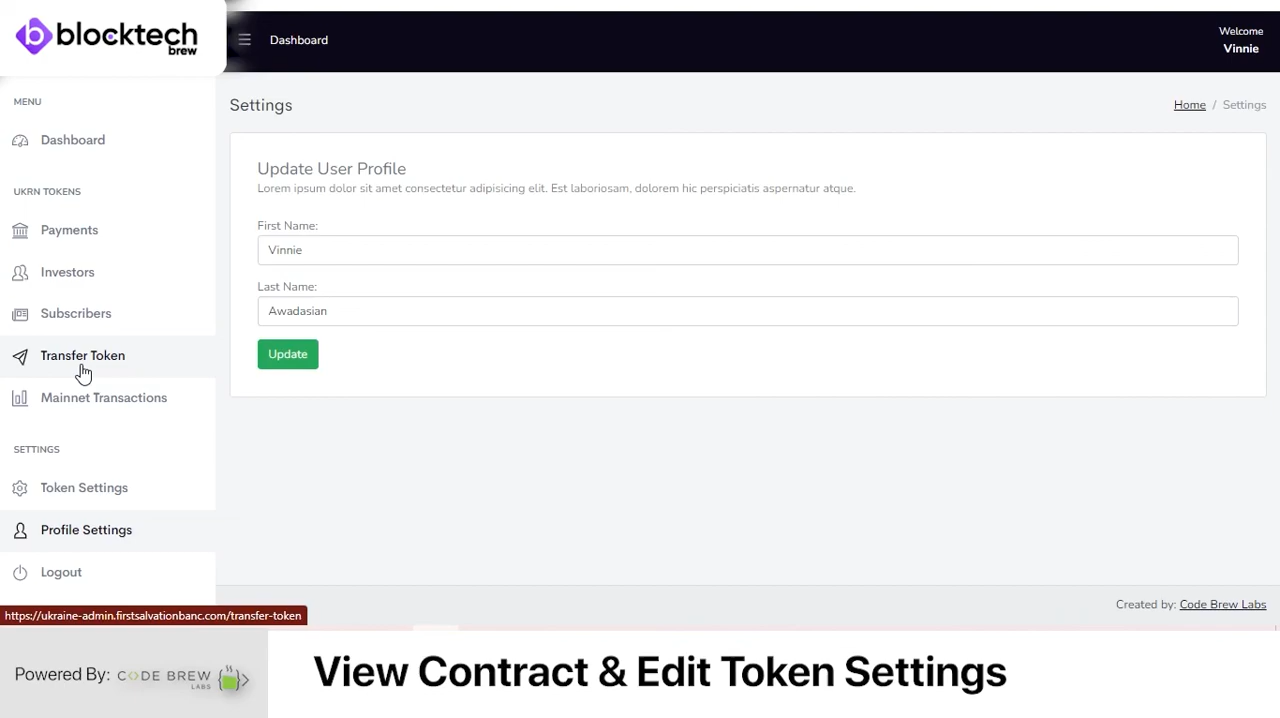 blocktech
brew
Dashboard
Welcome
Vinnie
MENU
Dashboard
UKRN TOKENS
Payments
Investors
Subscribers
Transfer Token
Mainnet Transactions
SETTINGS
Token Settings
Profile Settings
Logout
Settings
Home / Settings
Update User Profile
Lorem ipsum dolor sit amet consectetur adipisicing elit. Est laboriosam, dolorem hic perspiciatis aspernatur atque.
First Name:
Vinnie
Last Name:
Awadasian
Update
Created by: Code Brew Labs
https://ukraine-admin.firstsalvationbanc.com/transfer-token
Powered By: CODE BREW
LABS
View Contract & Edit Token Settings